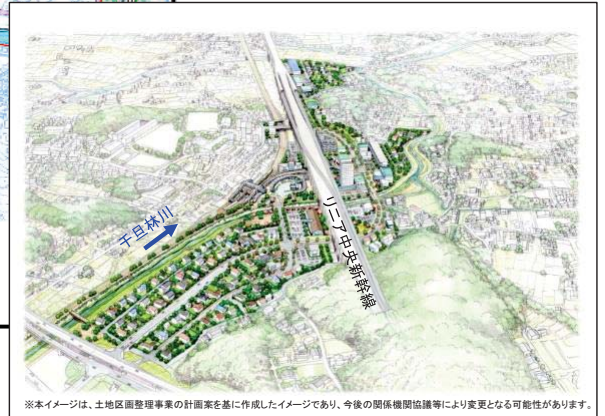 千旦林川
リニア中央新幹線
※本イメージは、土地区画整理事業の計画案を基に作成したイメージであり、今後の関係機関協議等により変更となる可能性があります。